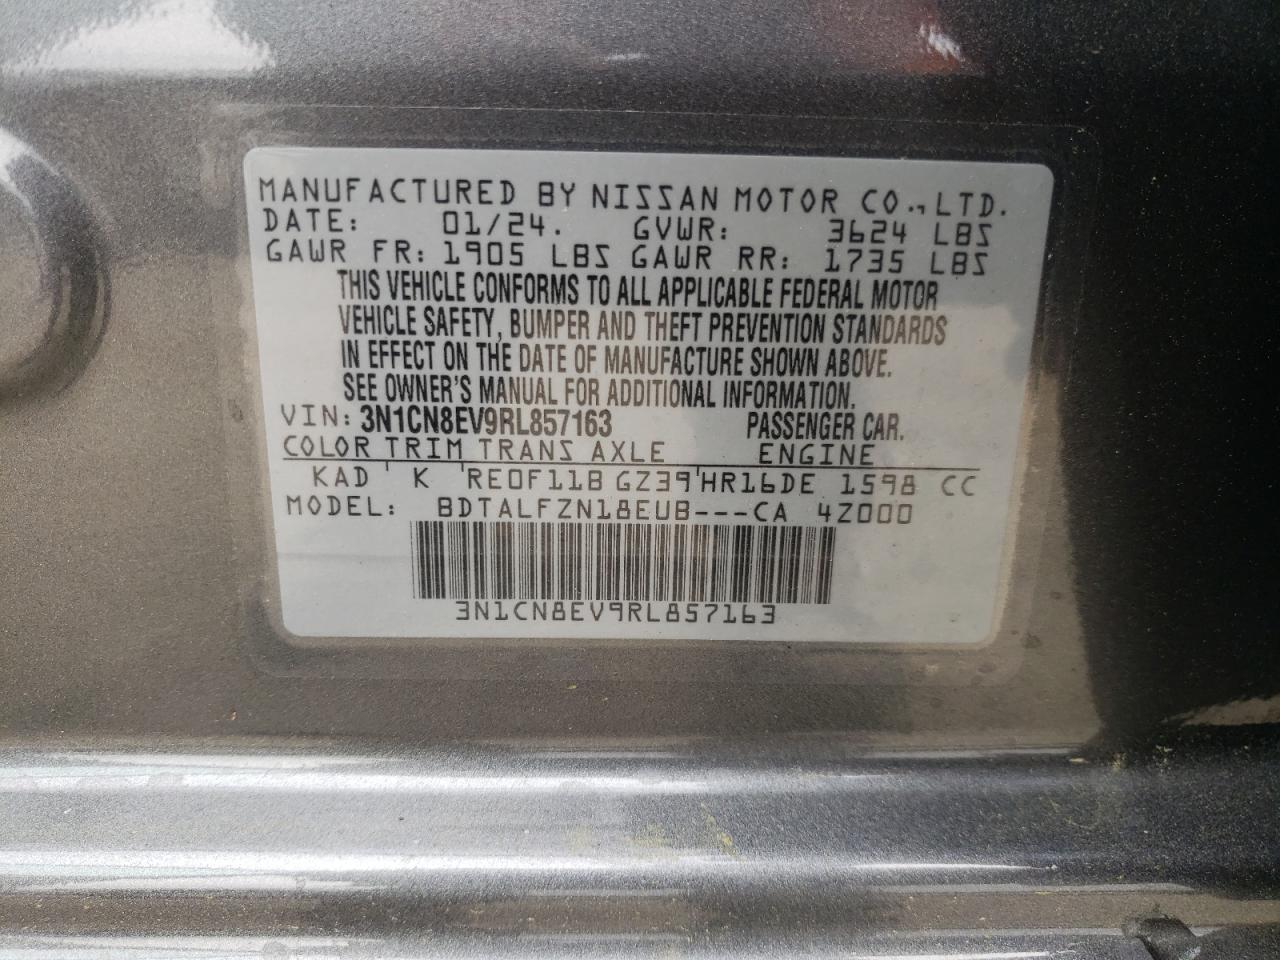 MANUFACTURED BY NISSAN MOTOR CO., LTD.
DATE: 01/24. GVWR: 3624 LBS
GAWR FR: 1905 LBS GAWR RR: 1735 LBS
THIS VEHICLE CONFORMS TO ALL APPLICABLE FEDERAL MOTOR
VEHICLE SAFETY, BUMPER AND THEFT PREVENTION STANDARDS
IN EFFECT ON THE DATE OF MANUFACTURE SHOWN ABOVE.
SEE OWNER'S MANUAL FOR ADDITIONAL INFORMATION.
VIN: 3N1CN8EV9RL857163 PASSENGER CAR.
COLOR TRIM TRANS AXLE ENGINE
KAD K RE0F11B GZ39 HR16DE 1598 CC
MODEL: BDTALFZN18EUB---CA 4Z000
3N1CN8EV9RL857163